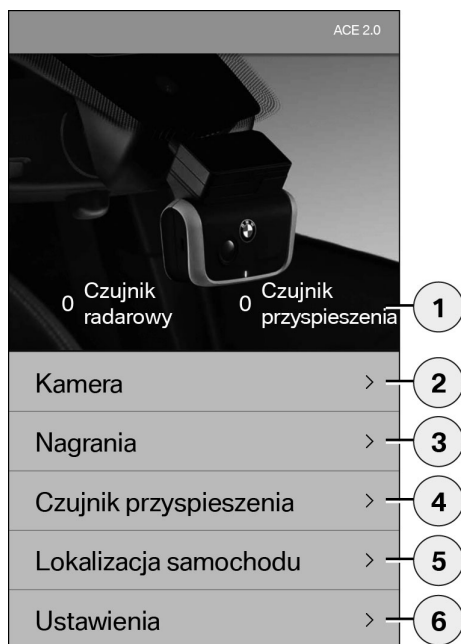 ACE 2.0
0 Czujnik radarowy
0 Czujnik przyspieszenia
1
Kamera > 2
Nagrania > 3
Czujnik przyspieszenia > 4
Lokalizacja samochodu > 5
Ustawienia > 6